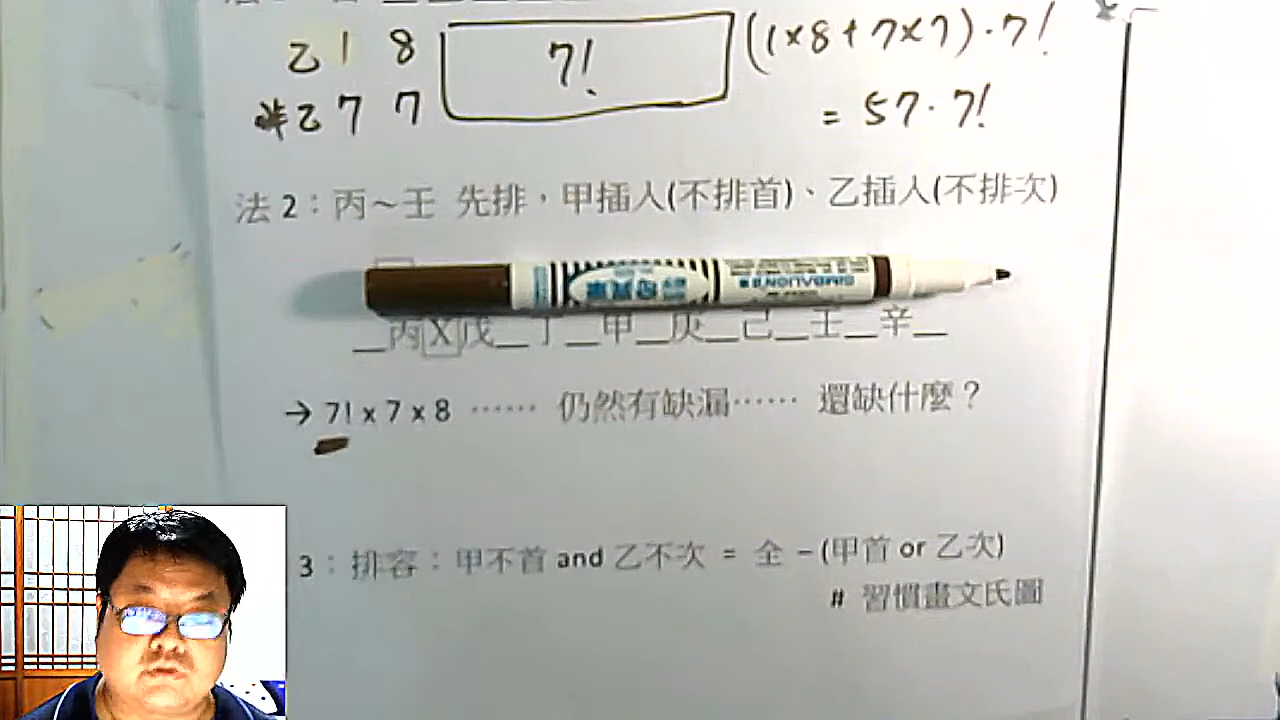 乙 1 8 7! (1×8+7×7)·7!
非乙 7 7 = 57·7!
法 2：丙～壬 先排，甲插入(不排首)、乙插入(不排次)
SIMBALION
_丙X戊_丁_甲_庚_己_壬_辛_
→ 7! x 7 x 8 …… 仍然有缺漏…… 還缺什麼？
3：排容：甲不首 and 乙不次 = 全 – (甲首 or 乙次)
# 習慣畫文氏圖